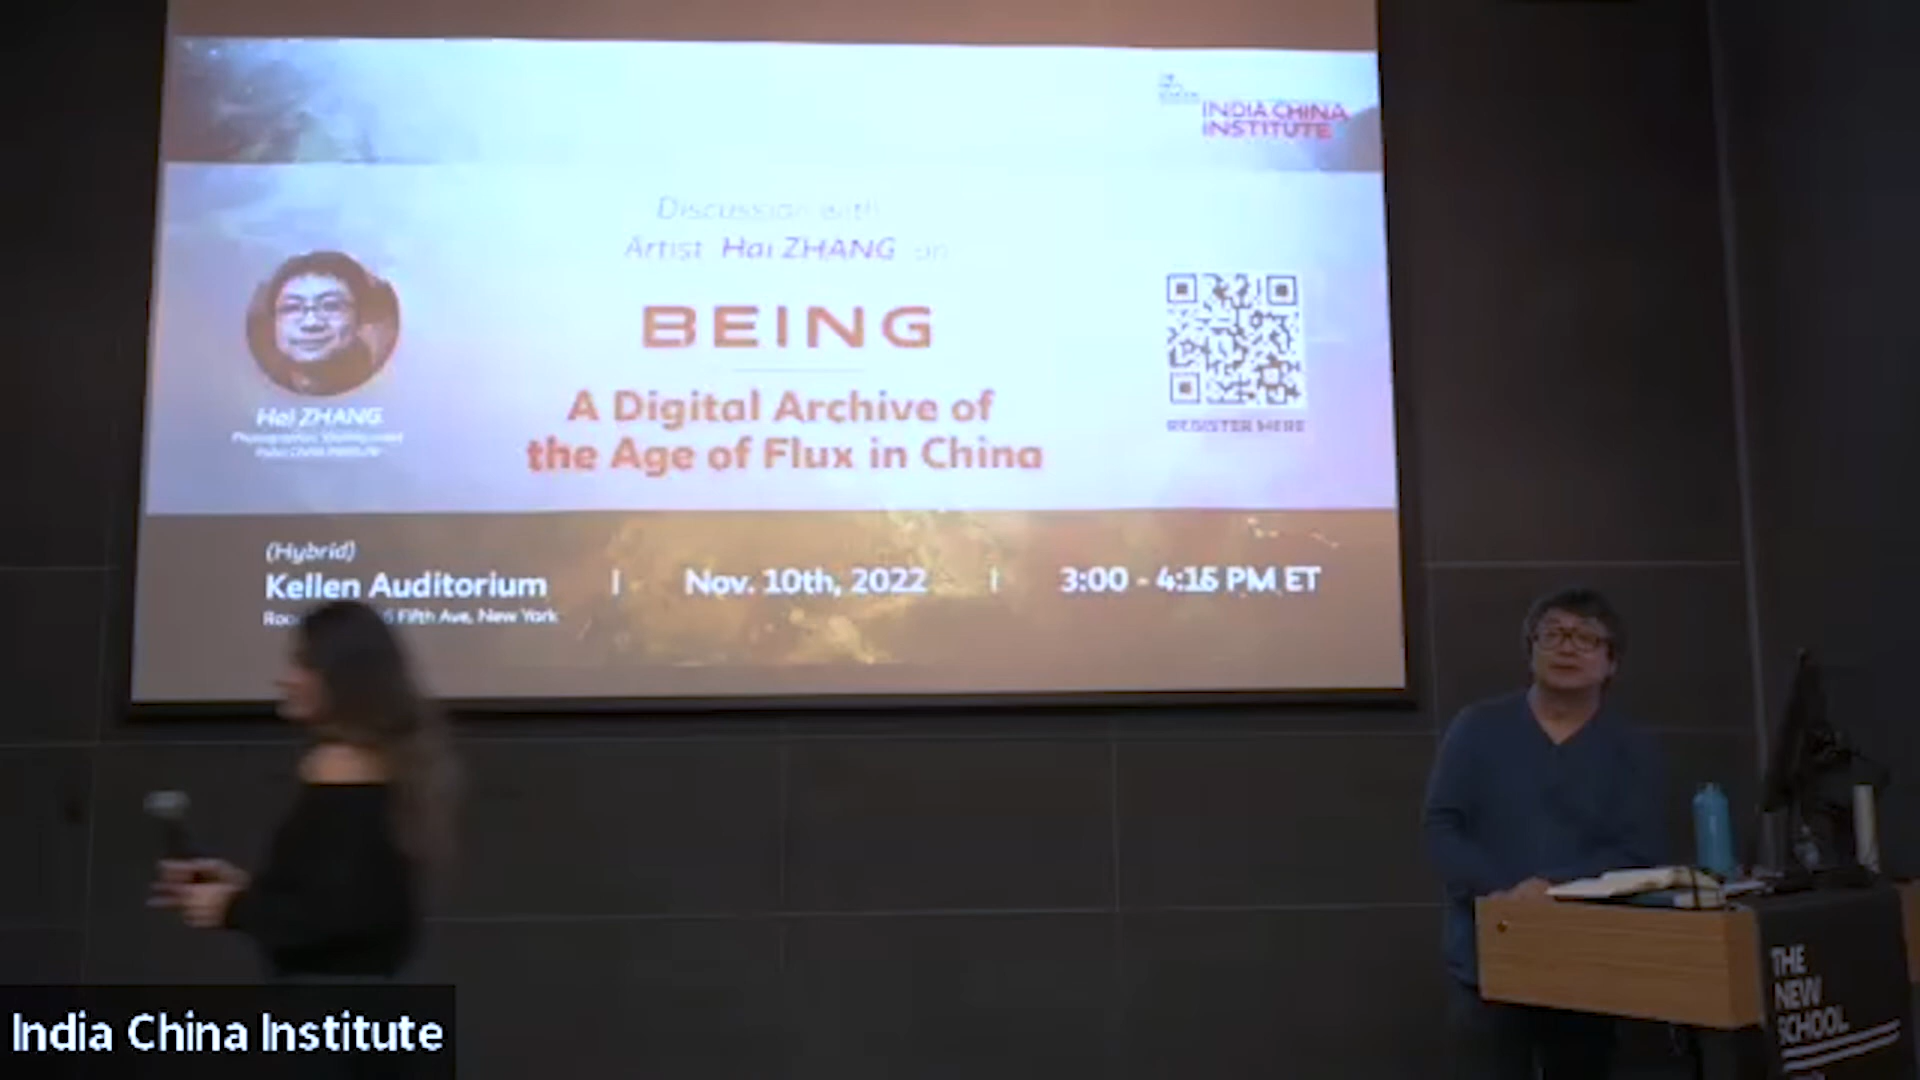 INDIA CHINA
INSTITUTE
Discussion with
Artist Hai ZHANG on
BEING
A Digital Archive of
the Age of Flux in China
Hai ZHANG
REGISTER HERE
(Hybrid)
Kellen Auditorium
Fifth Ave, New York
Nov. 10th, 2022
3:00 - 4:15 PM ET
THE
NEW
SCHOOL
India China Institute